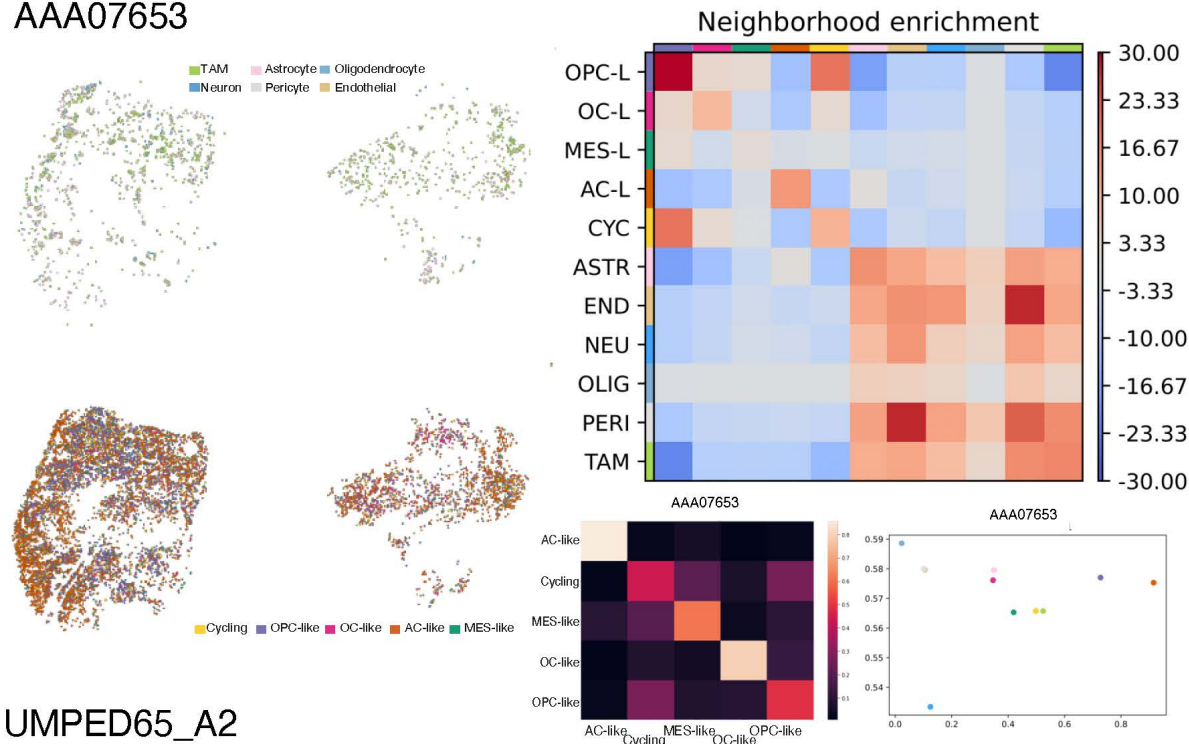 AAA07653
TAM Astrocyte Oligodendrocyte
Neuron Pericyte Endothelial
Cycling OPC-like OC-like AC-like MES-like
UMPED65_A2
Neighborhood enrichment
OPC-L
OC-L
MES-L
AC-L
CYC
ASTR
END
NEU
OLIG
PERI
TAM
30.00
23.33
16.67
10.00
3.33
-3.33
-10.00
-16.67
-23.33
-30.00
AAA07653
AC-like
Cycling
MES-like
OC-like
OPC-like
AC-like Cycling MES-like OC-like OPC-like
0.8
0.7
0.6
0.5
0.4
0.3
0.2
0.1
AAA07653
0.59
0.58
0.57
0.56
0.55
0.54
0.0 0.2 0.4 0.6 0.8